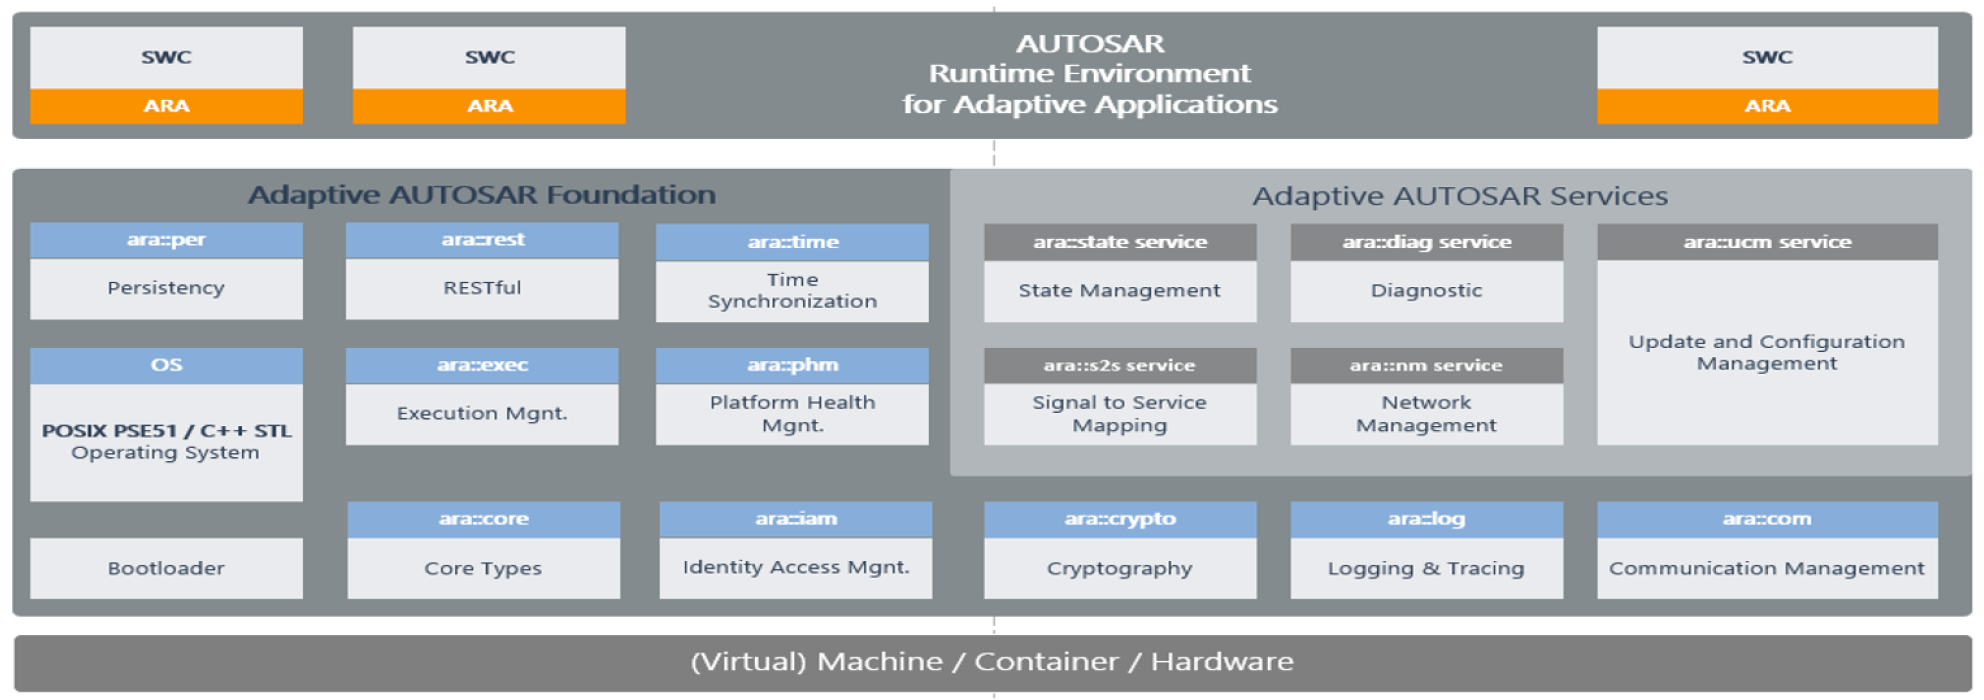 SWC
ARA
SWC
ARA
AUTOSAR
Runtime Environment
for Adaptive Applications
SWC
ARA
Adaptive AUTOSAR Foundation
ara::per
Persistency
ara::rest
RESTful
ara::time
Time
Synchronization
OS
POSIX PSE51 / C++ STL
Operating System
ara::exec
Execution Mgnt.
ara::phm
Platform Health
Mgnt.
Adaptive AUTOSAR Services
ara::state service
State Management
ara::diag service
Diagnostic
ara::ucm service
Update and Configuration
Management
ara::s2s service
Signal to Service
Mapping
ara::nm service
Network
Management
Bootloader
ara::core
Core Types
ara::iam
Identity Access Mgnt.
ara::crypto
Cryptography
ara::log
Logging & Tracing
ara::com
Communication Management
(Virtual) Machine / Container / Hardware